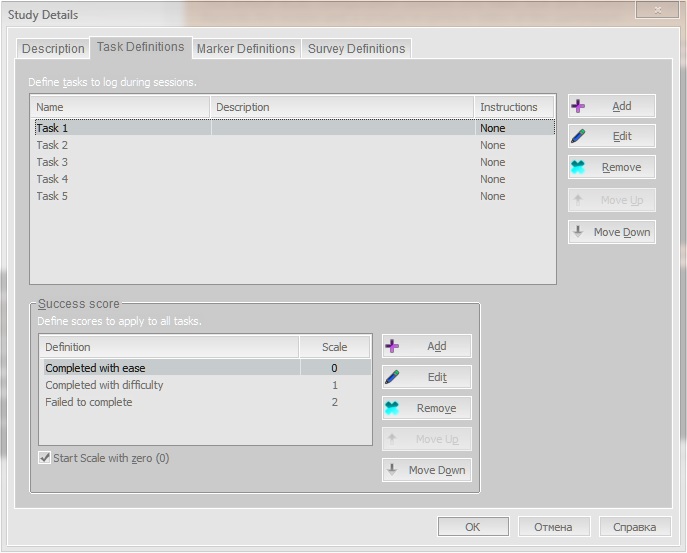 Study Details
Description Task Definitions Marker Definitions Survey Definitions
Define tasks to log during sessions.
Name Description Instructions
Task 1 None
Task 2 None
Task 3 None
Task 4 None
Task 5 None
Add
Edit
Remove
Move Up
Move Down
Success score
Define scores to apply to all tasks.
Definition Scale
Completed with ease 0
Completed with difficulty 1
Failed to complete 2
Start Scale with zero (0)
Add
Edit
Remove
Move Up
Move Down
OK Отмена Справка